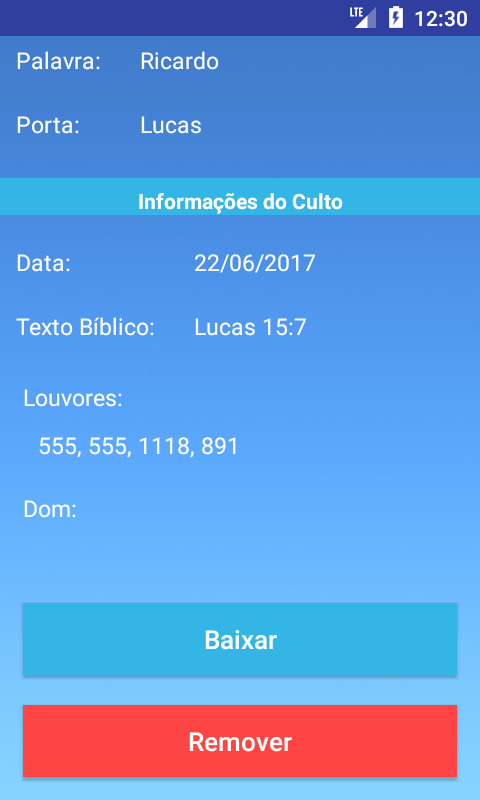 LTE 12:30
Palavra: Ricardo
Porta: Lucas
Informações do Culto
Data: 22/06/2017
Texto Bíblico: Lucas 15:7
Louvores:
555, 555, 1118, 891
Dom:
Baixar
Remover